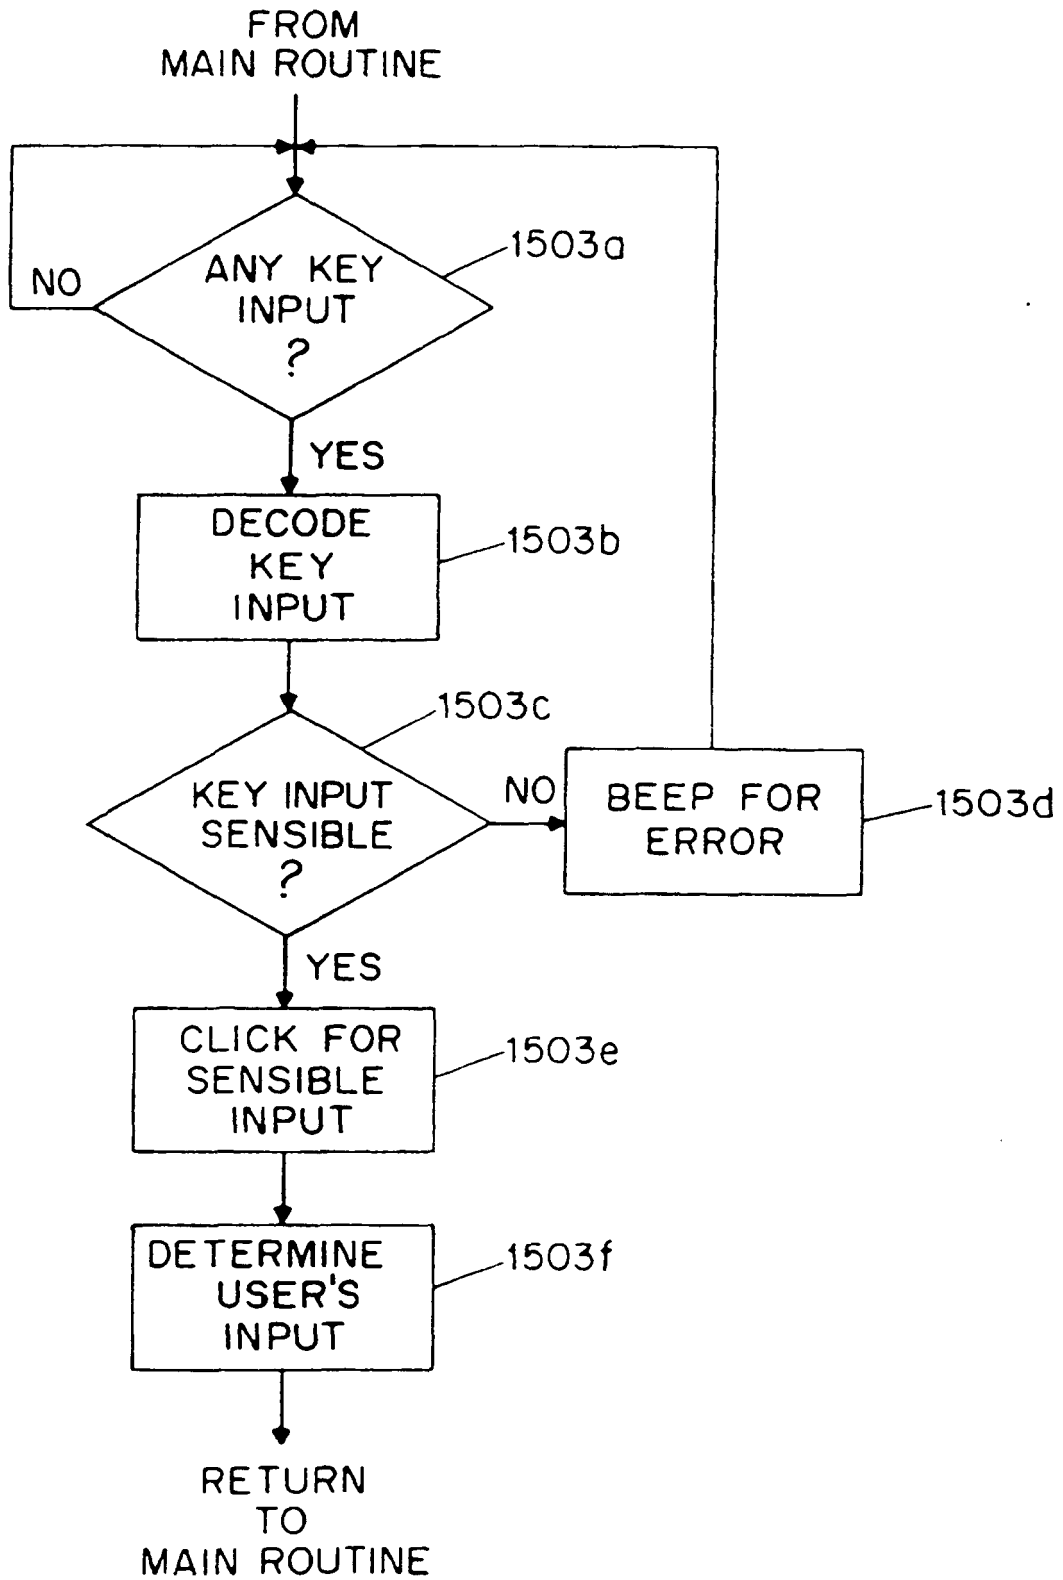 FROM
MAIN ROUTINE
1503a
ANY KEY
INPUT
?
NO
YES
DECODE
KEY
INPUT
1503b
1503c
KEY INPUT
SENSIBLE
?
NO
BEEP FOR
ERROR
1503d
YES
CLICK FOR
SENSIBLE
INPUT
1503e
DETERMINE
USER'S
INPUT
1503f
RETURN
TO
MAIN ROUTINE